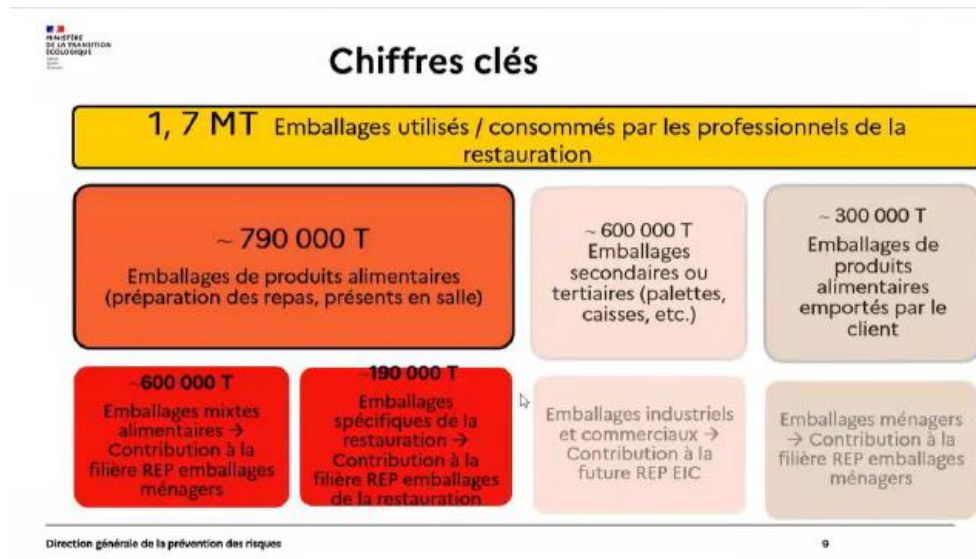 MINISTÈRE
DE LA TRANSITION
ÉCOLOGIQUE
Chiffres clés
1, 7 MT Emballages utilisés / consommés par les professionnels de la
restauration
~ 790 000 T
Emballages de produits alimentaires
(préparation des repas, présents en salle)
~ 600 000 T
Emballages
secondaires ou
tertiaires (palettes,
caisses, etc.)
~ 300 000 T
Emballages de
produits
alimentaires
emportés par le
client
~600 000 T
Emballages mixtes
alimentaires →
Contribution à la
filière REP emballages
ménagers
~190 000 T
Emballages
spécifiques de la
restauration →
Contribution à la
filière REP emballages
de la restauration
Emballages industriels
et commerciaux →
Contribution à la
future REP EIC
Emballages ménagers
→ Contribution à la
filière REP emballages
ménagers
Direction générale de la prévention des risques
9